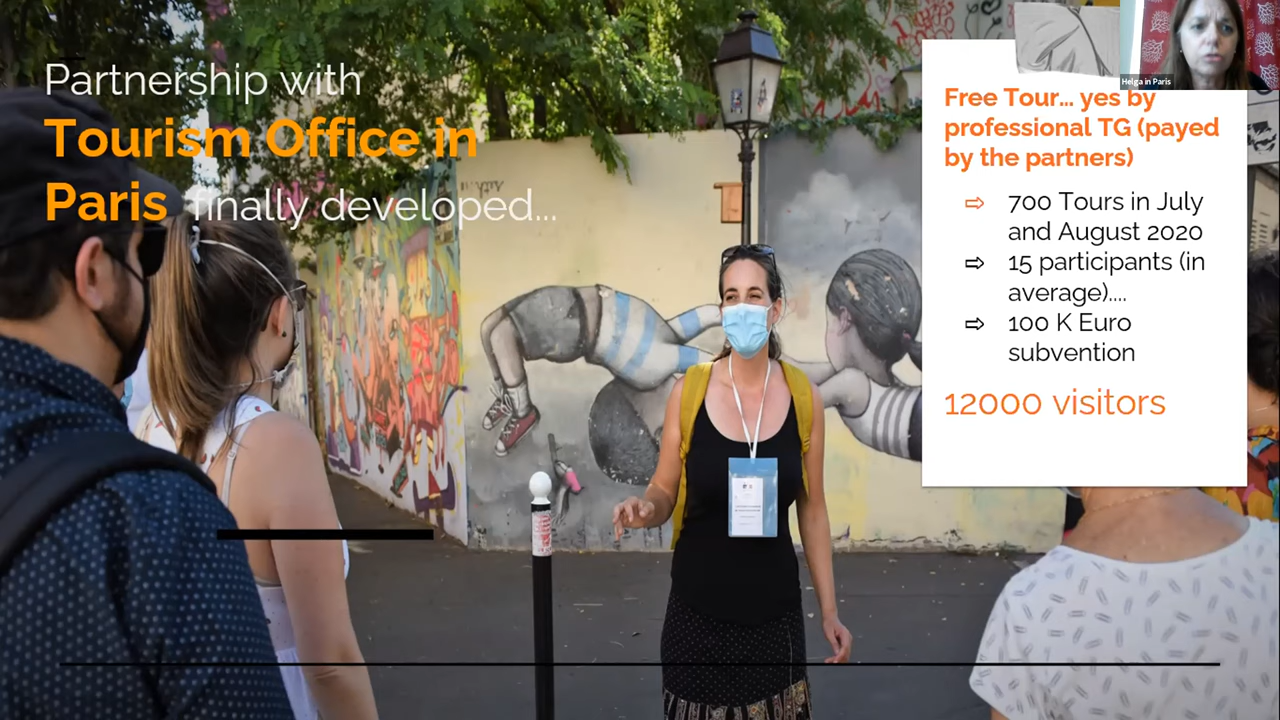 Partnership with
Tourism Office in
Paris finally developed...
Helga in Paris
Free Tour... yes by
professional TG (payed
by the partners)
⇨ 700 Tours in July
and August 2020
⇨ 15 participants (in
average)....
⇨ 100 K Euro
subvention
12000 visitors